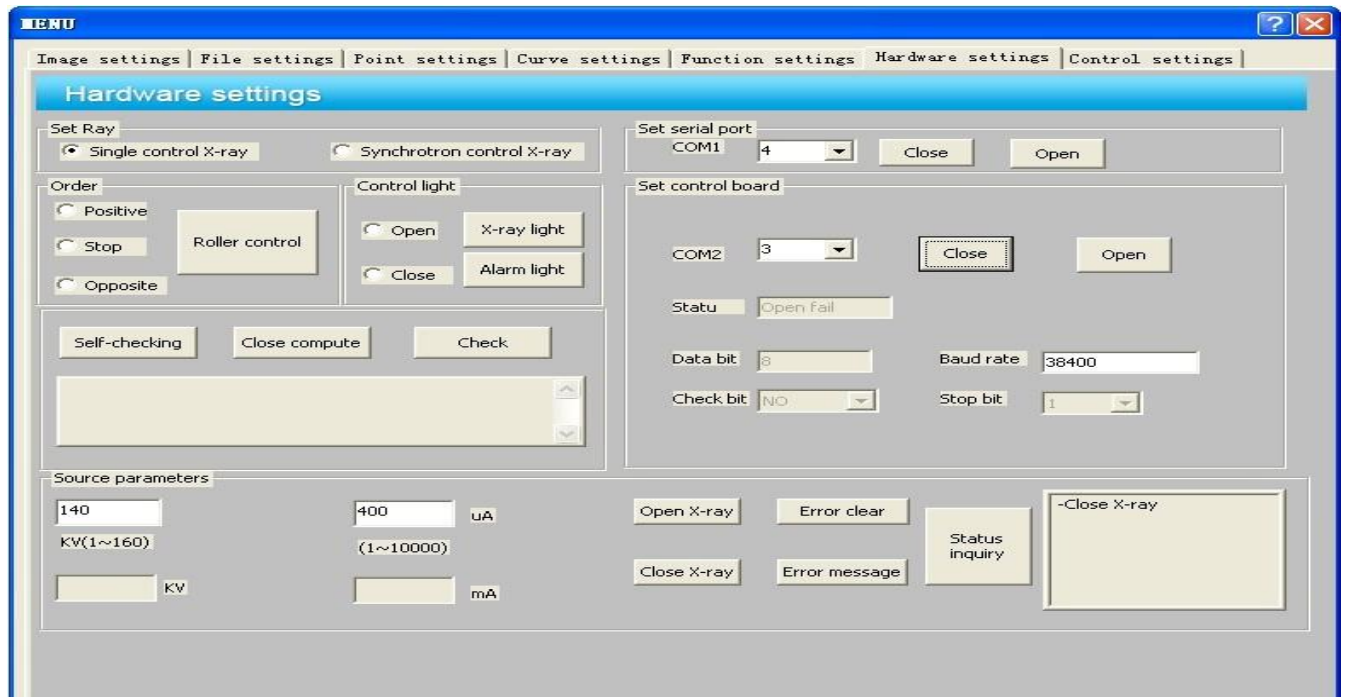 MENU
Image settings File settings Point settings Curve settings Function settings Hardware settings Control settings
Hardware settings
Set Ray
Single control X-ray Synchrotron control X-ray
Set serial port
COM1 4 Close Open
Order
Positive
Stop
Opposite
Roller control
Control light
Open X-ray light
Close Alarm light
Set control board
COM2 3 Close Open
Statu Open fail
Data bit 8 Baud rate 38400
Check bit NO Stop bit 1
Self-checking Close compute Check
Source parameters
140 400 uA
KV(1~160) (1~10000)
KV mA
Open X-ray Error clear
Close X-ray Error message
Status
inquiry
-Close X-ray